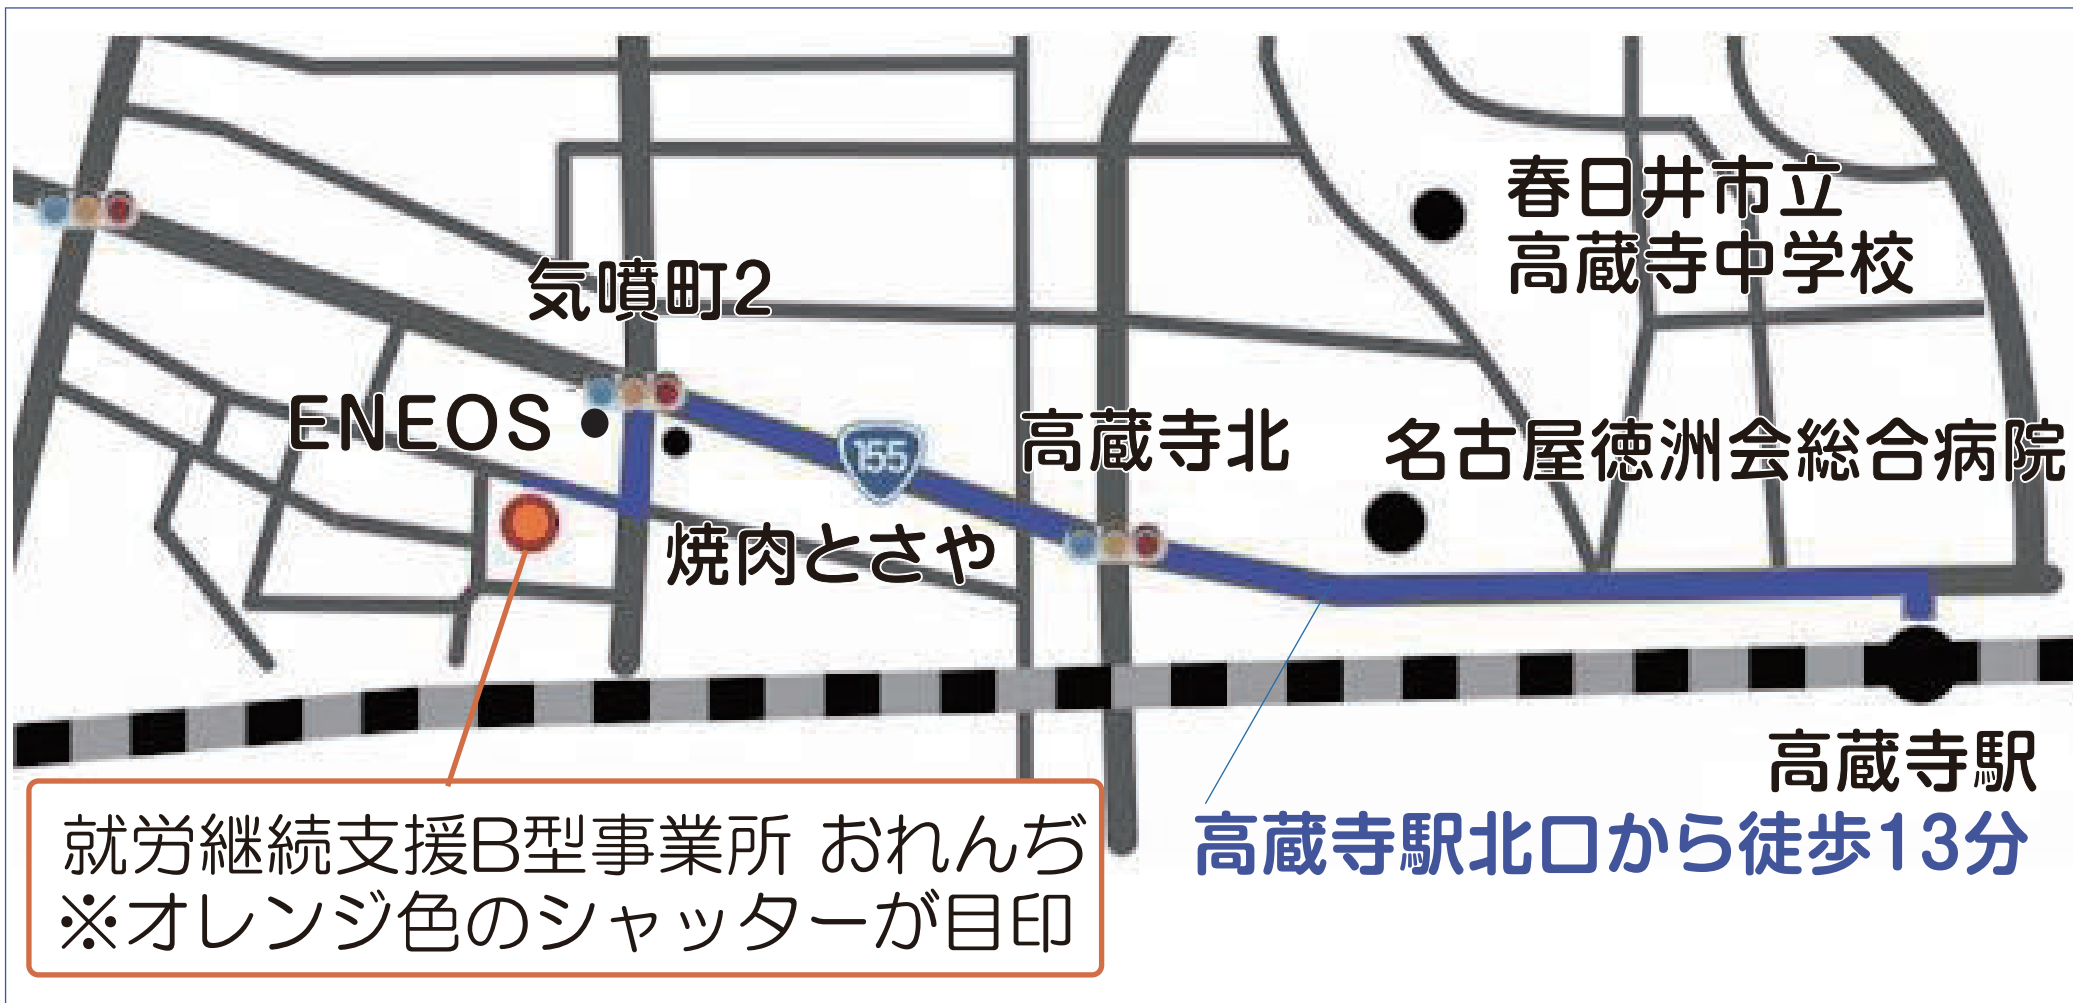 春日井市立
高蔵寺中学校
気噴町2
ENEOS
155
高蔵寺北
名古屋徳洲会総合病院
焼肉とさや
高蔵寺駅
高蔵寺駅北口から徒歩13分
就労継続支援B型事業所 おれんぢ
※オレンジ色のシャッターが目印